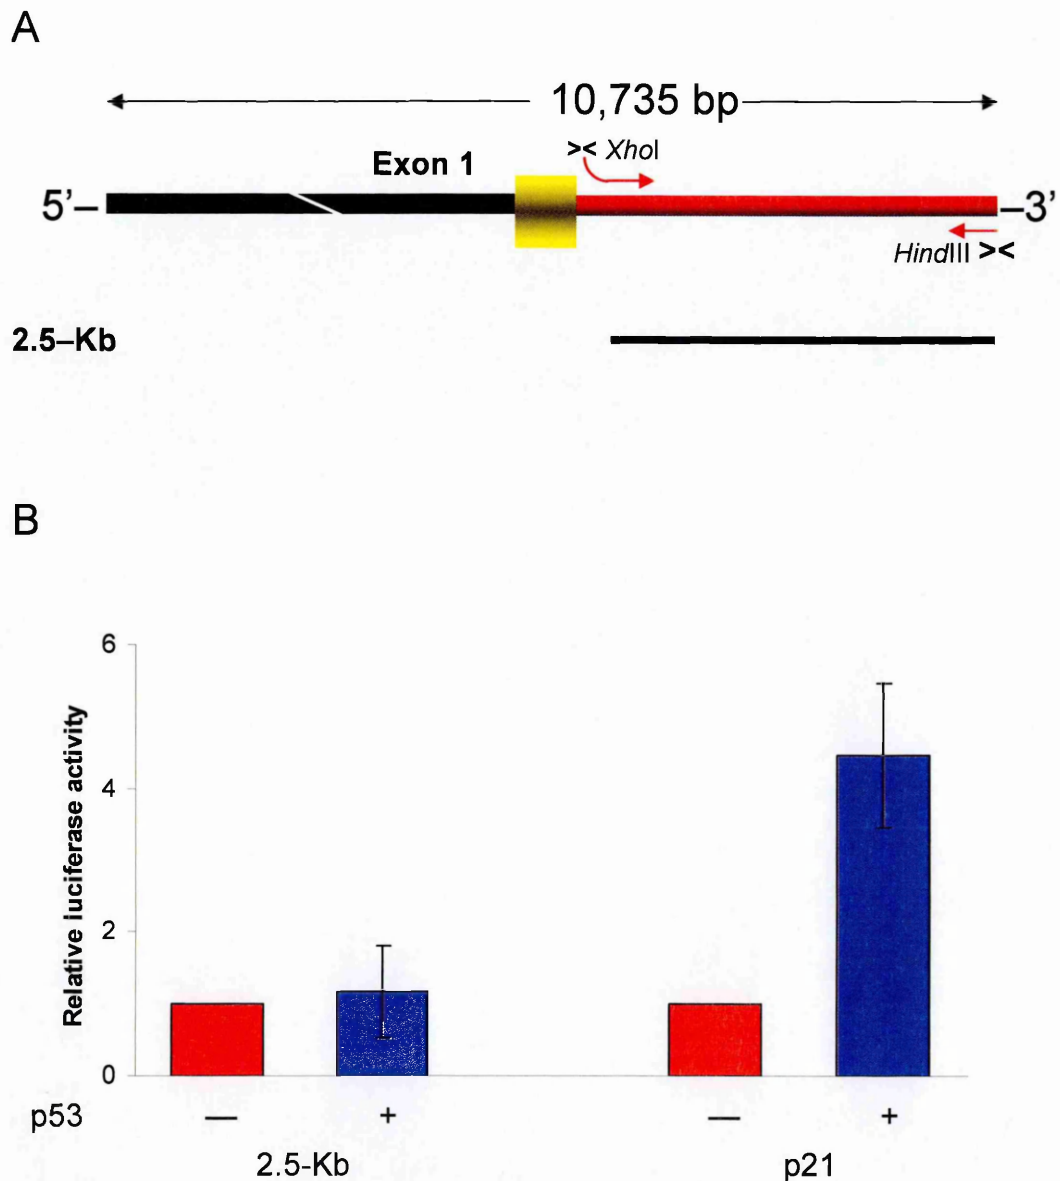 A
10,735 bp
>< XhoI
Exon 1
5’–
–3’
HindIII ><
2.5–Kb
B
6
4
2
0
Relative luciferase activity
p53
— + — +
2.5-Kb p21